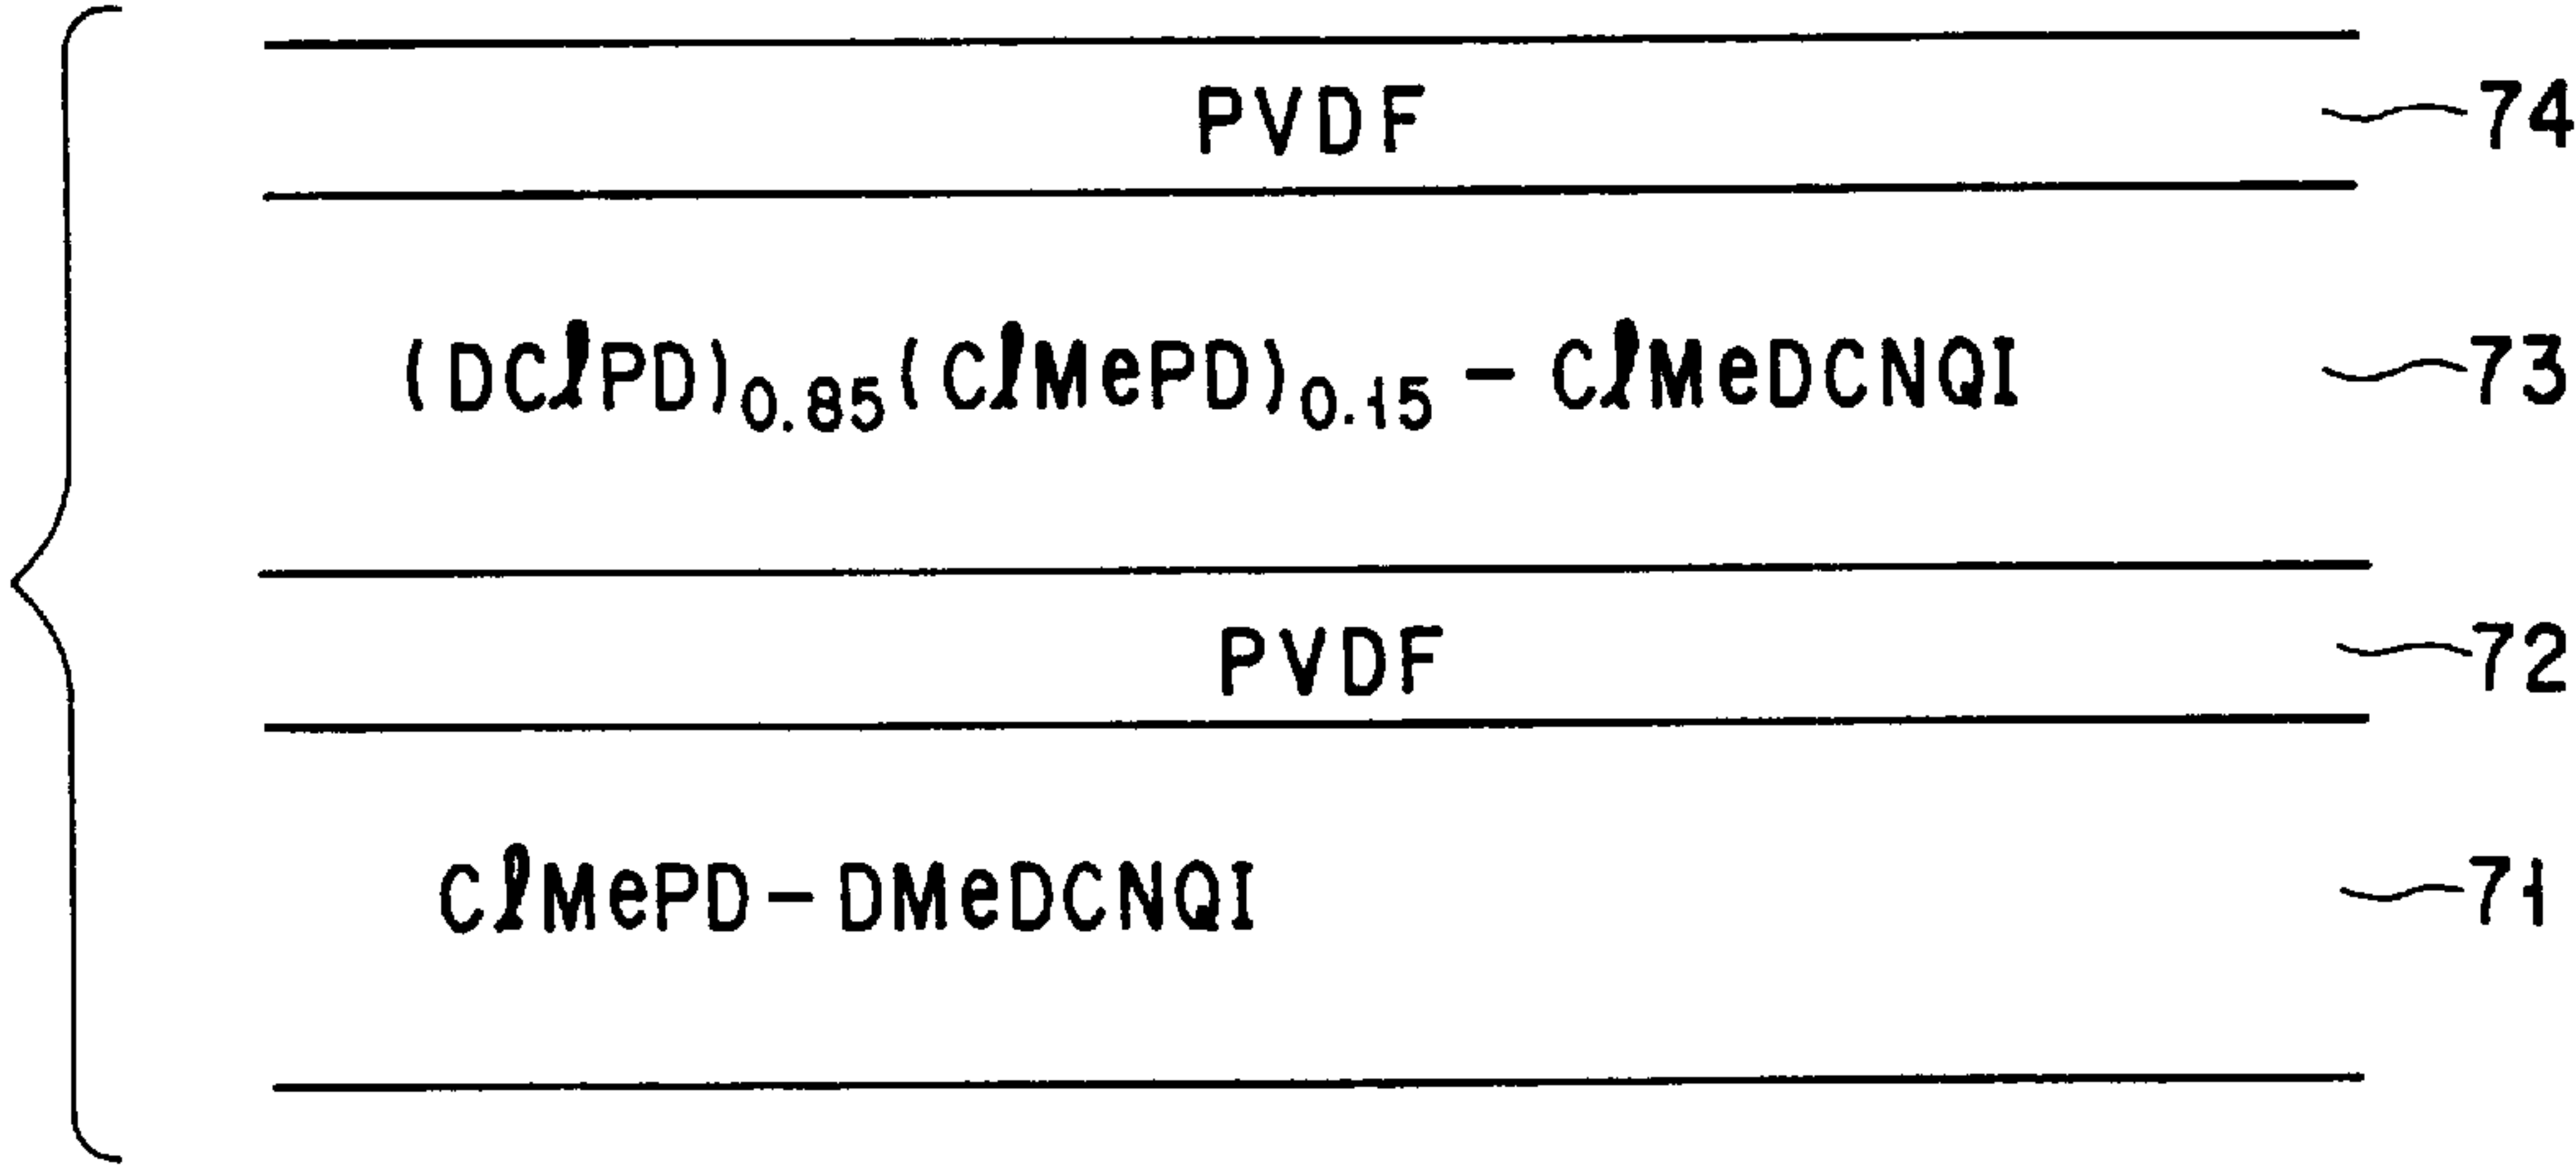 PVDF 74
(DClPD)0.85(ClMePD)0.15 - ClMeDCNQI 73
PVDF 72
ClMePD - DMeDCNQI 71